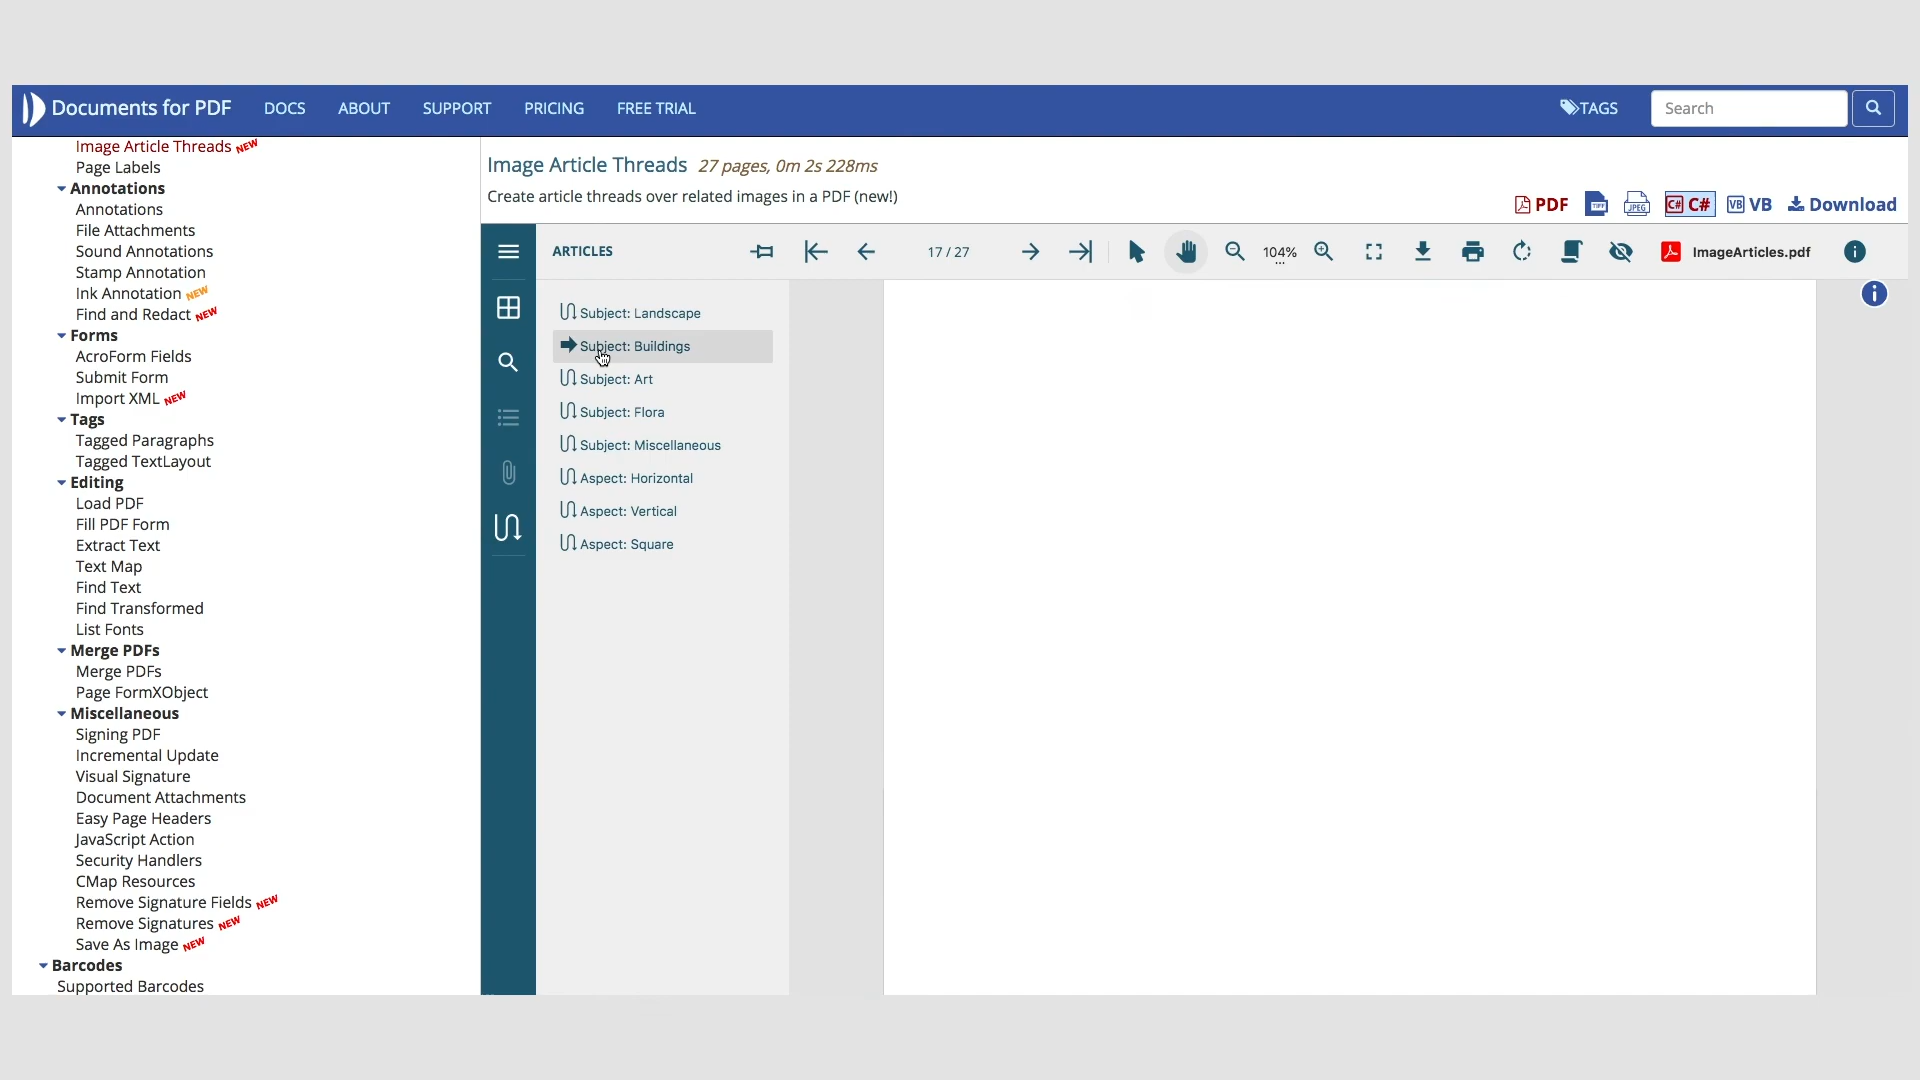 Documents for PDF DOCS ABOUT SUPPORT PRICING FREE TRIAL TAGS Search
Image Article Threads NEW
Page Labels
Annotations
Annotations
File Attachments
Sound Annotations
Stamp Annotation
Ink Annotation NEW
Find and Redact NEW
Forms
AcroForm Fields
Submit Form
Import XML NEW
Tags
Tagged Paragraphs
Tagged TextLayout
Editing
Load PDF
Fill PDF Form
Extract Text
Text Map
Find Text
Find Transformed
List Fonts
Merge PDFs
Merge PDFs
Page FormXObject
Miscellaneous
Signing PDF
Incremental Update
Visual Signature
Document Attachments
Easy Page Headers
JavaScript Action
Security Handlers
CMap Resources
Remove Signature Fields NEW
Remove Signatures NEW
Save As Image NEW
Barcodes
Supported Barcodes
Image Article Threads 27 pages, 0m 2s 228ms
Create article threads over related images in a PDF (new!)
PDF TIFF JPEG C# C# VB VB Download
ARTICLES 17 / 27 104% ImageArticles.pdf
Subject: Landscape
Subject: Buildings
Subject: Art
Subject: Flora
Subject: Miscellaneous
Aspect: Horizontal
Aspect: Vertical
Aspect: Square